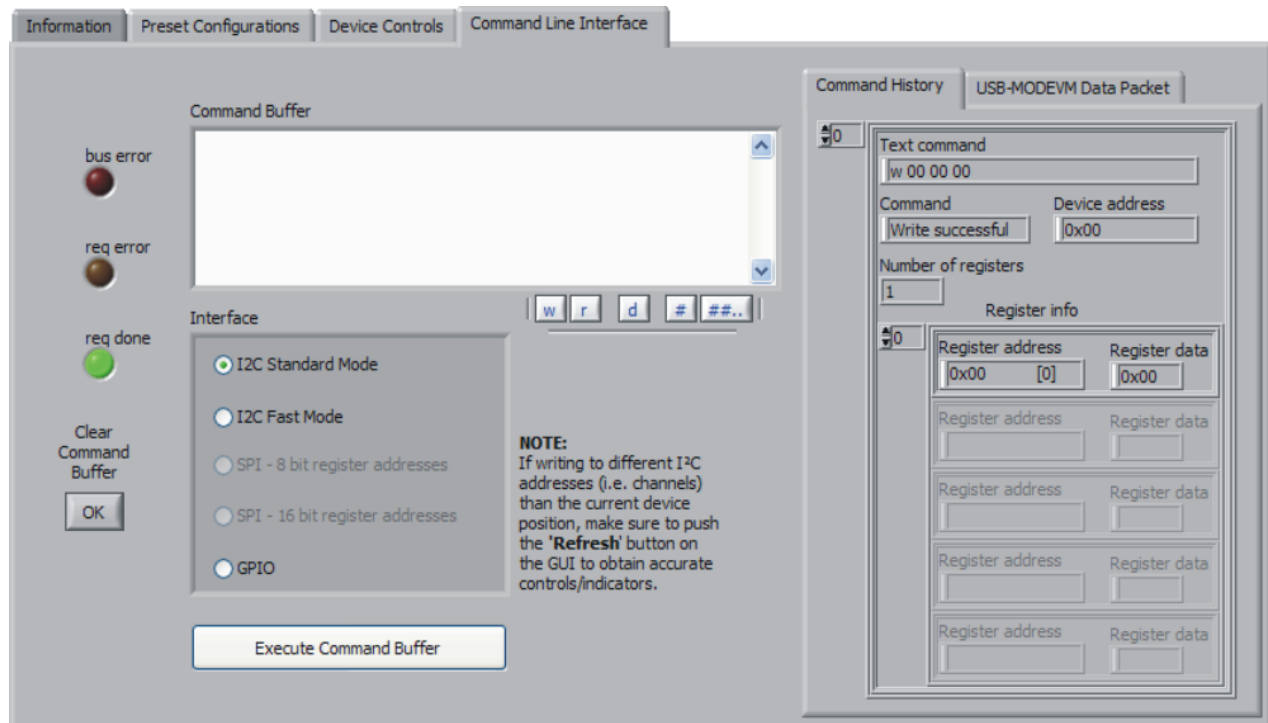 Information
Preset Configurations
Device Controls
Command Line Interface
Command Buffer
bus error
req error
req done
Clear
Command
Buffer
OK
w
r
d
#
##..
Interface
I2C Standard Mode
I2C Fast Mode
SPI - 8 bit register addresses
SPI - 16 bit register addresses
GPIO
NOTE:
If writing to different I²C
addresses (i.e. channels)
than the current device
position, make sure to push
the 'Refresh' button on
the GUI to obtain accurate
controls/indicators.
Execute Command Buffer
Command History
USB-MODEVM Data Packet
0
Text command
w 00 00 00
Command
Device address
Write successful
0x00
Number of registers
1
Register info
0
Register address
Register data
0x00 [0]
0x00
Register address
Register data
Register address
Register data
Register address
Register data
Register address
Register data